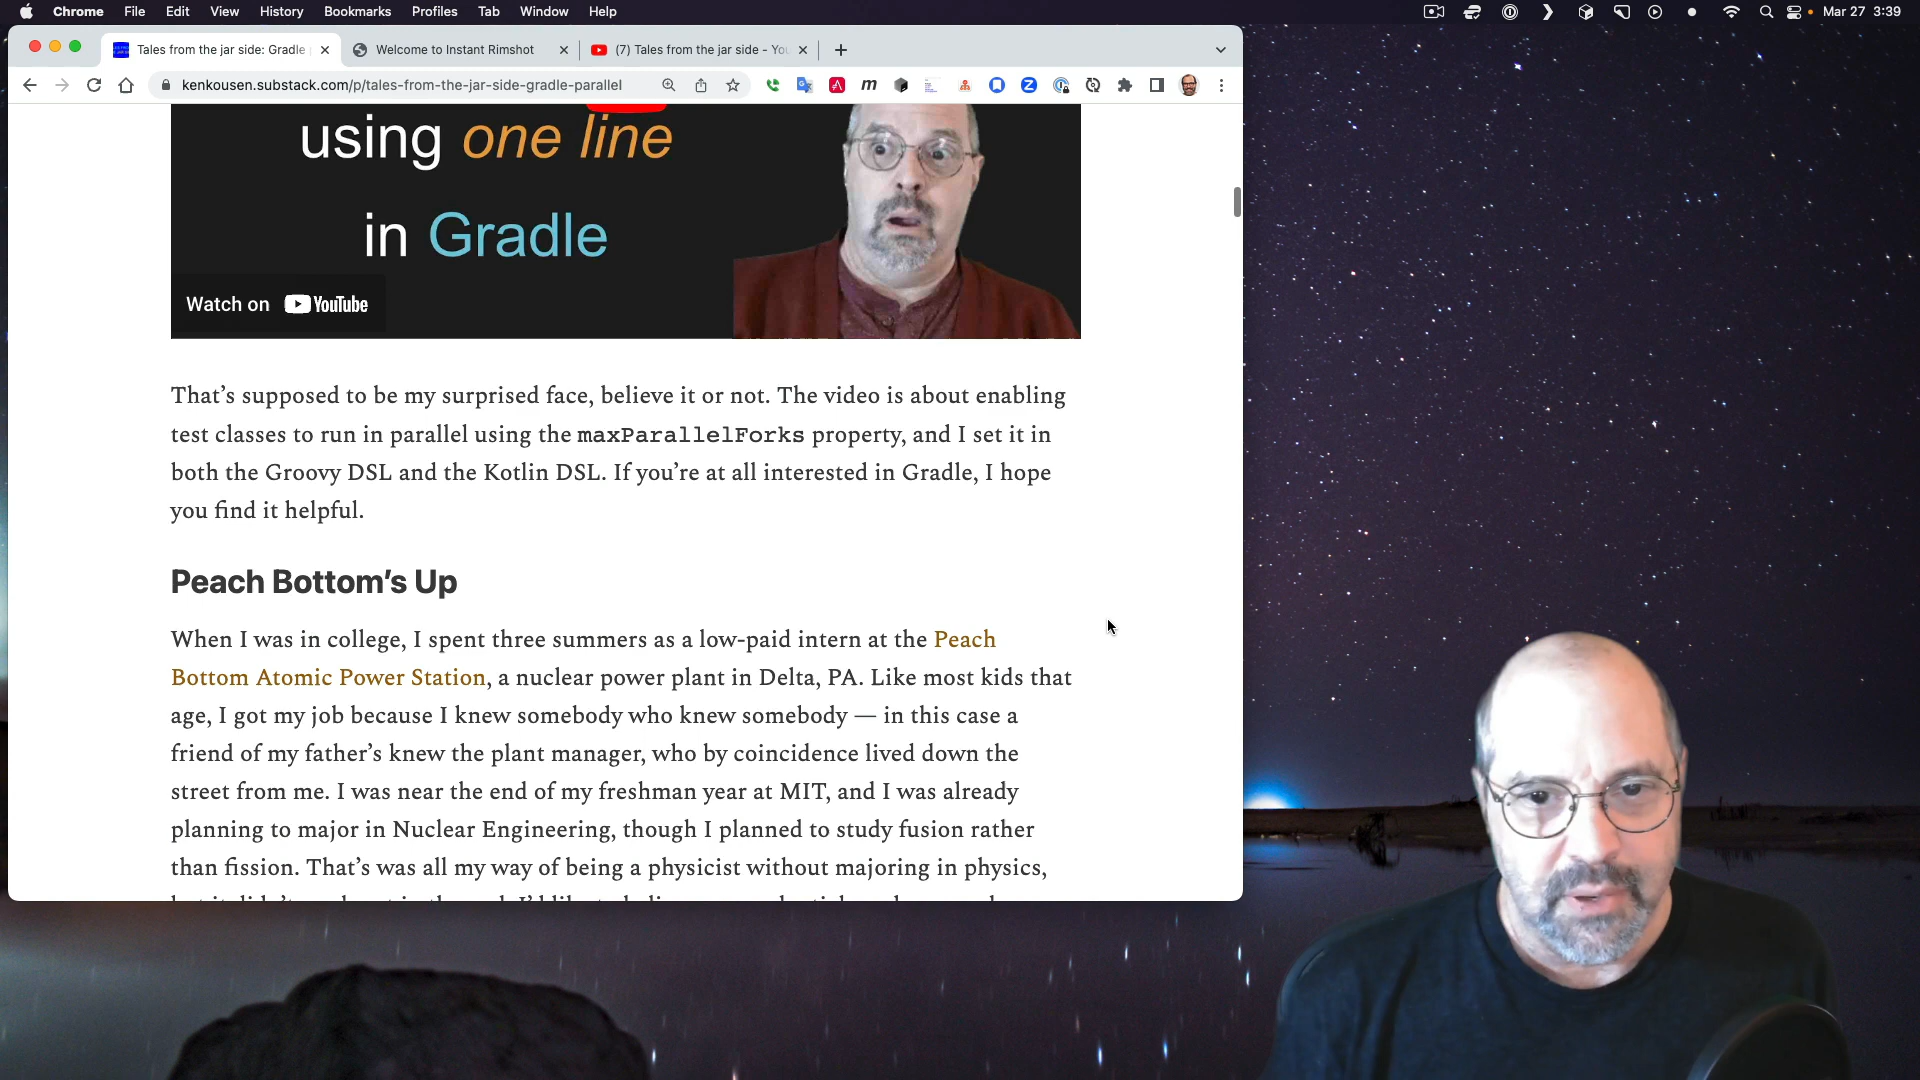 Chrome File Edit View History Bookmarks Profiles Tab Window Help Mar 27 3:39
Tales from the jar side: Gradle
Welcome to Instant Rimshot
(7) Tales from the jar side - You
kenkousen.substack.com/p/tales-from-the-jar-side-gradle-parallel
using one line
in Gradle
Watch on YouTube
That’s supposed to be my surprised face, believe it or not. The video is about enabling
test classes to run in parallel using the maxParallelForks property, and I set it in
both the Groovy DSL and the Kotlin DSL. If you’re at all interested in Gradle, I hope
you find it helpful.
Peach Bottom’s Up
When I was in college, I spent three summers as a low-paid intern at the Peach
Bottom Atomic Power Station, a nuclear power plant in Delta, PA. Like most kids that
age, I got my job because I knew somebody who knew somebody — in this case a
friend of my father’s knew the plant manager, who by coincidence lived down the
street from me. I was near the end of my freshman year at MIT, and I was already
planning to major in Nuclear Engineering, though I planned to study fusion rather
than fission. That’s was all my way of being a physicist without majoring in physics,